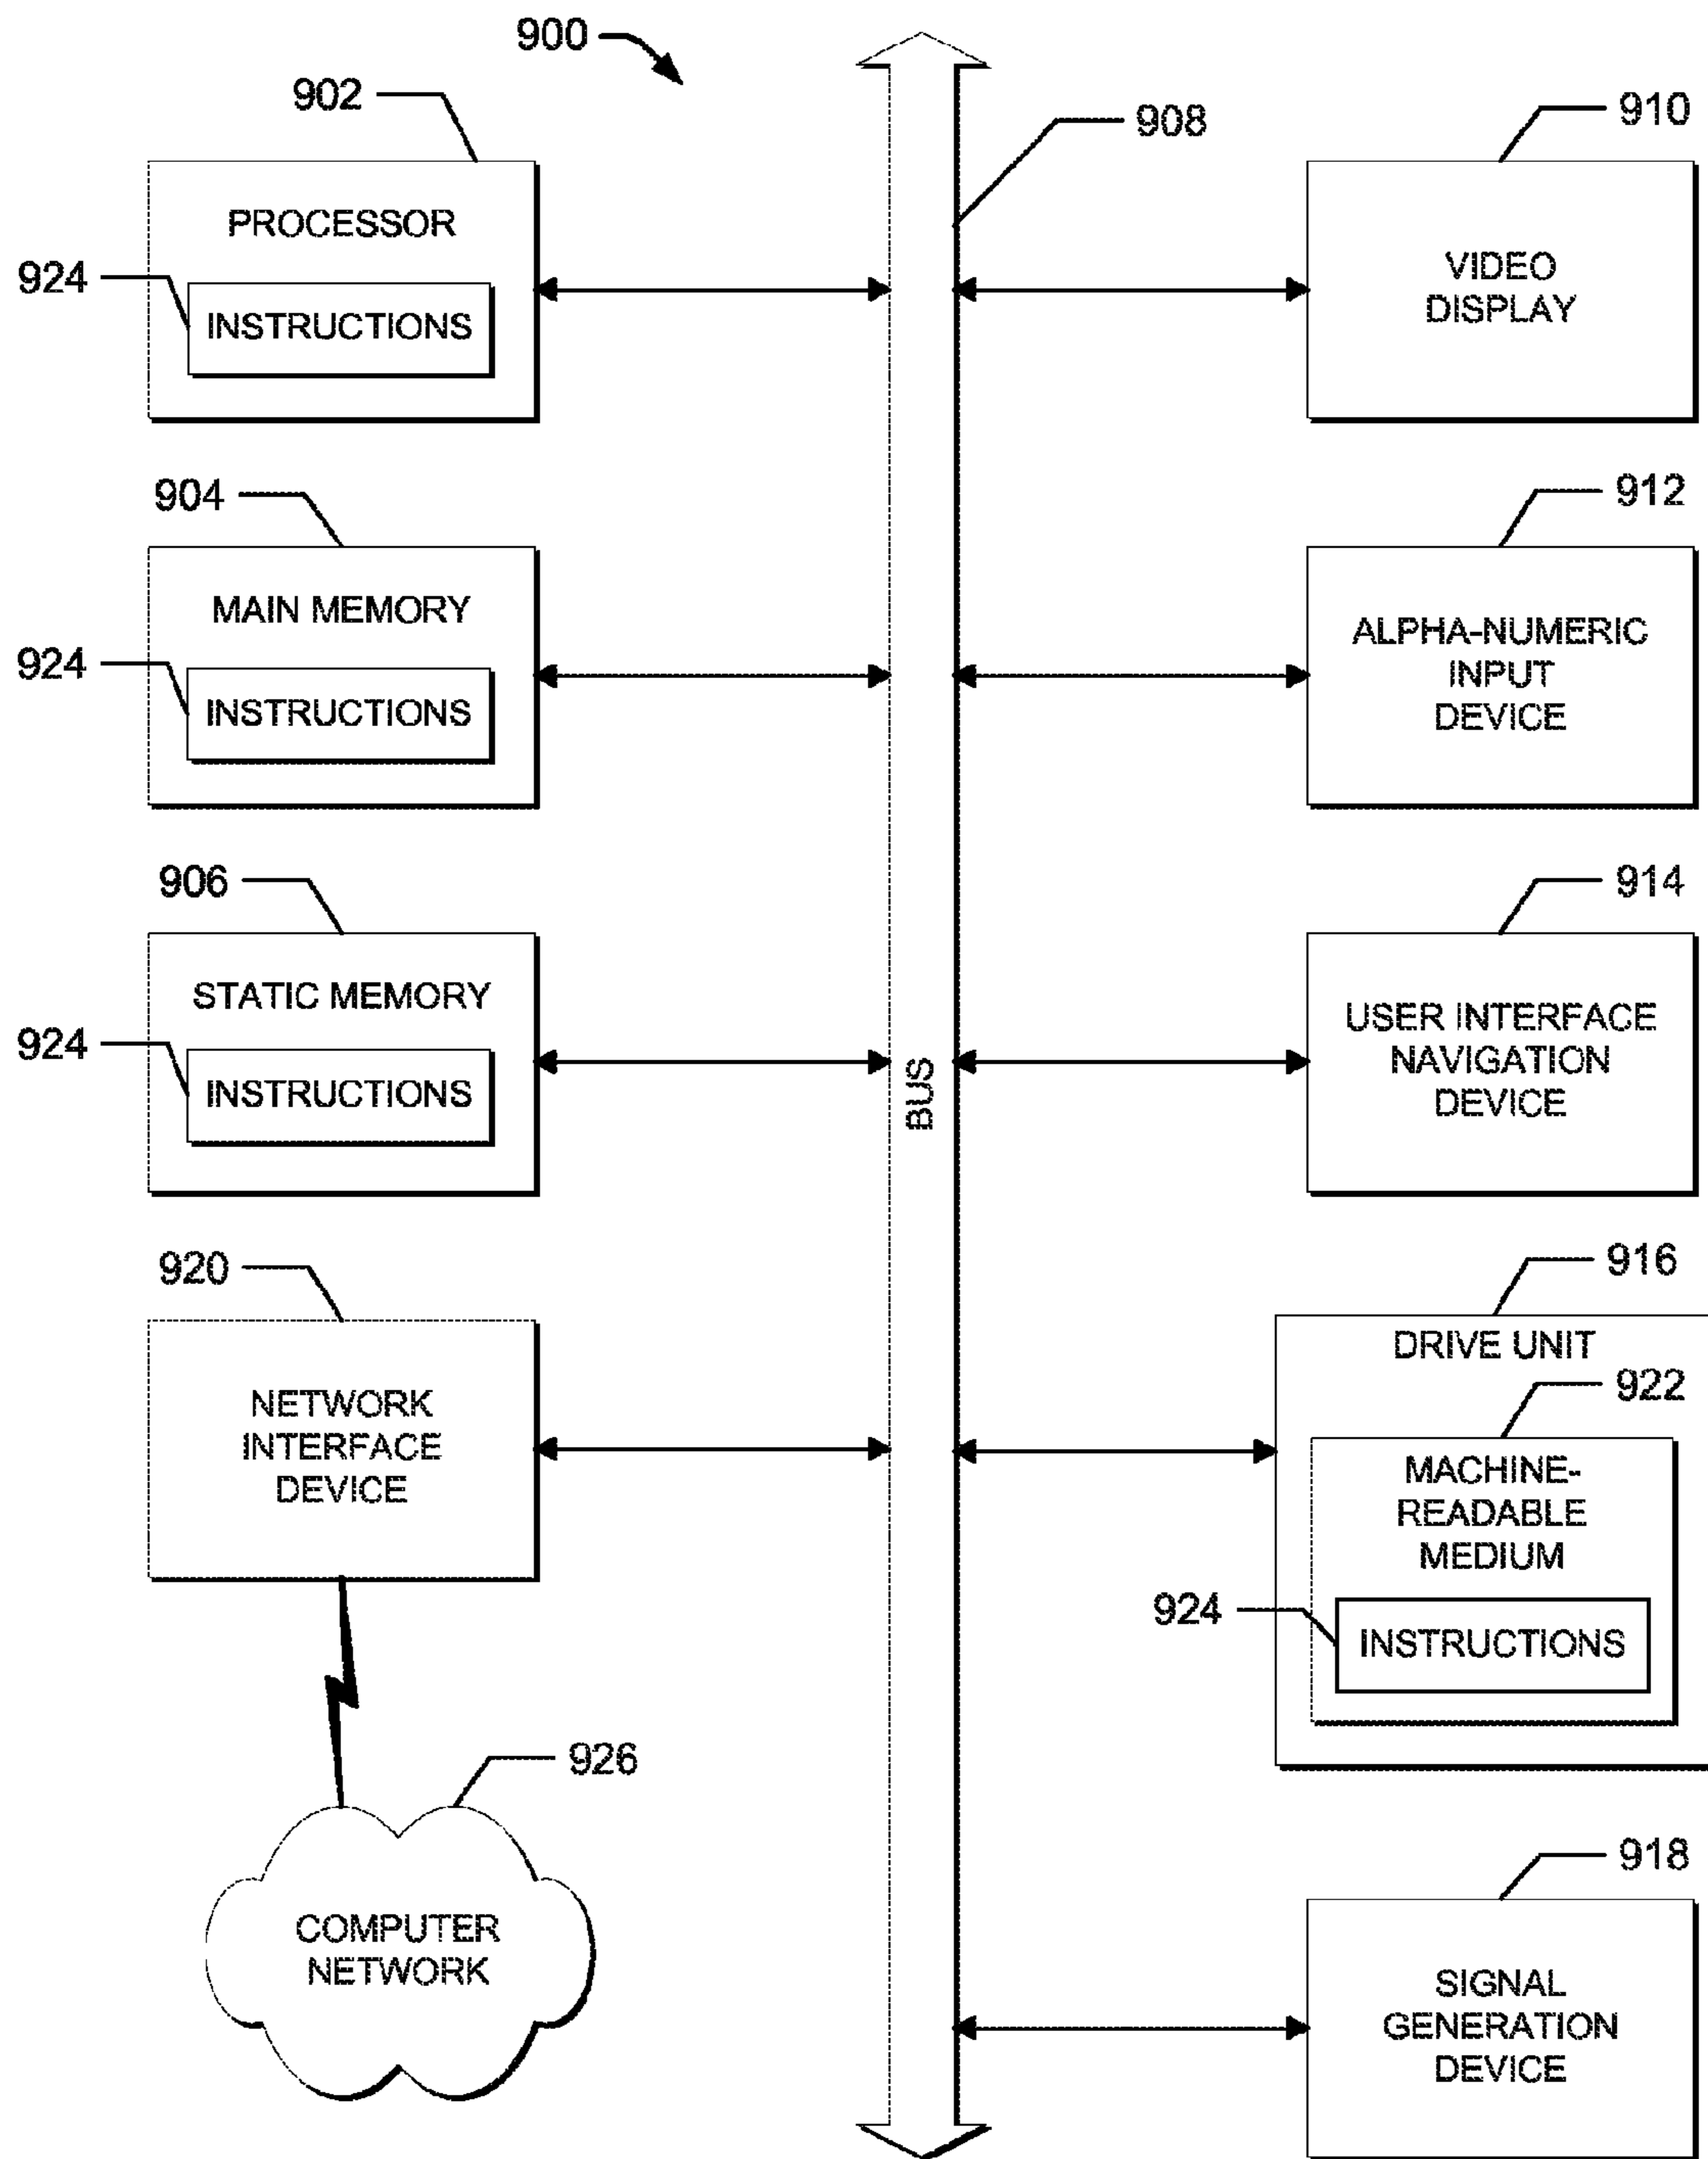 900
902
908
910
PROCESSOR
924
INSTRUCTIONS
VIDEO
DISPLAY
904
912
MAIN MEMORY
924
INSTRUCTIONS
ALPHA-NUMERIC
INPUT
DEVICE
906
914
STATIC MEMORY
924
INSTRUCTIONS
BUS
USER INTERFACE
NAVIGATION
DEVICE
920
916
NETWORK
INTERFACE
DEVICE
DRIVE UNIT
922
MACHINE-
READABLE
MEDIUM
924
INSTRUCTIONS
926
COMPUTER
NETWORK
918
SIGNAL
GENERATION
DEVICE